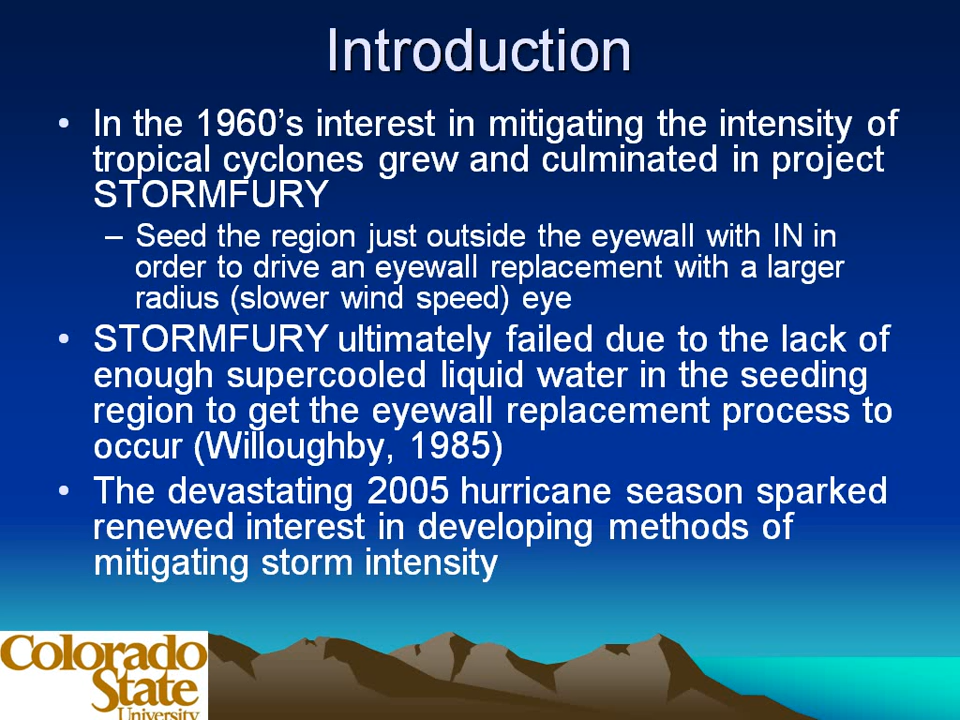 Introduction
• In the 1960's interest in mitigating the intensity of
tropical cyclones grew and culminated in project
STORMFURY
– Seed the region just outside the eyewall with IN in
order to drive an eyewall replacement with a larger
radius (slower wind speed) eye
• STORMFURY ultimately failed due to the lack of
enough supercooled liquid water in the seeding
region to get the eyewall replacement process to
occur (Willoughby, 1985)
• The devastating 2005 hurricane season sparked
renewed interest in developing methods of
mitigating storm intensity
Colorado
State
University